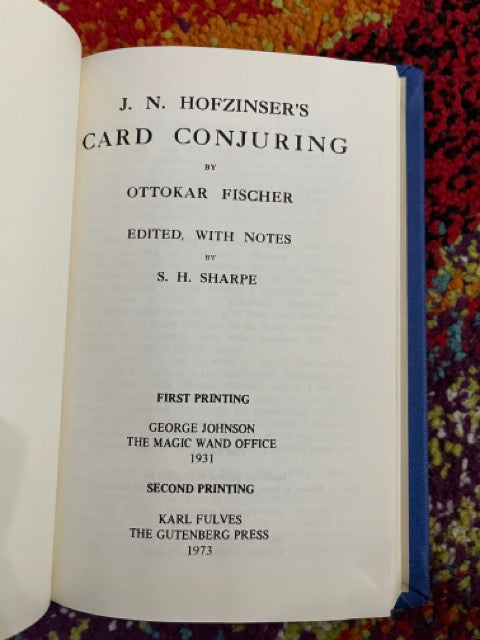 J. N. HOFZINSER'S
CARD CONJURING
BY
OTTOKAR FISCHER
EDITED, WITH NOTES
BY
S. H. SHARPE
FIRST PRINTING
GEORGE JOHNSON
THE MAGIC WAND OFFICE
1931
SECOND PRINTING
KARL FULVES
THE GUTENBERG PRESS
1973